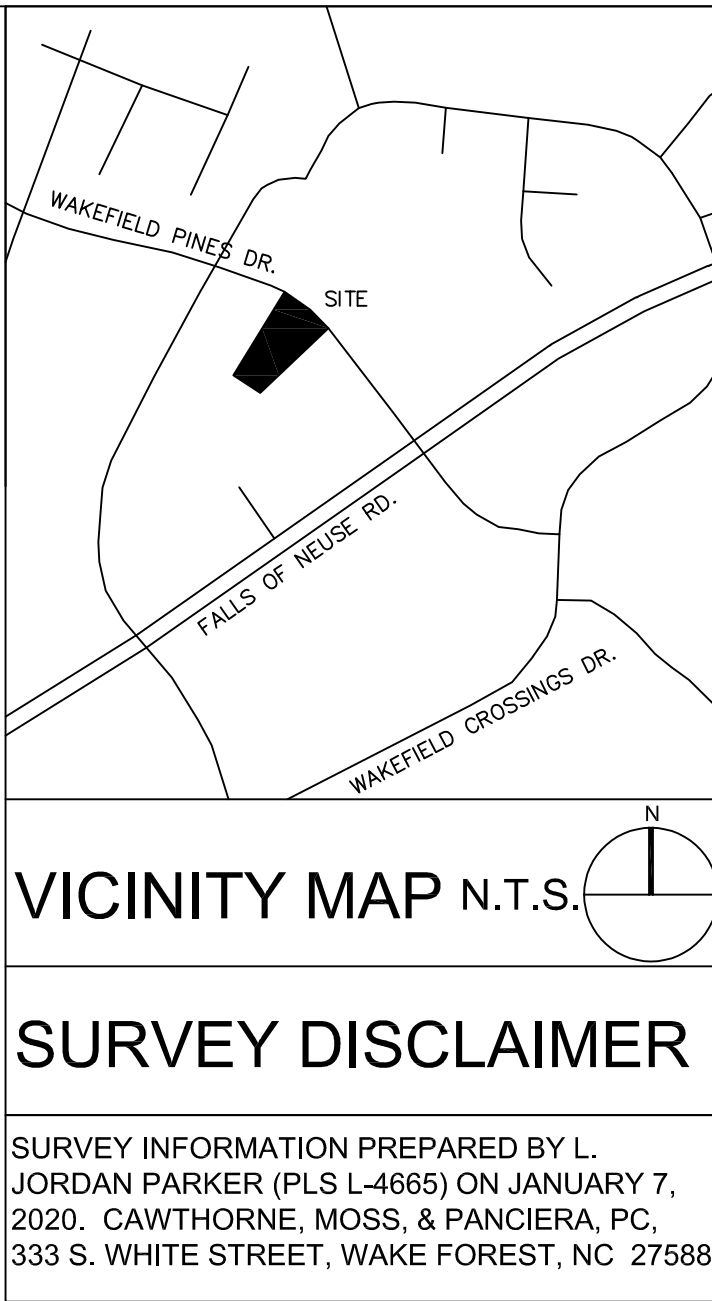 WAKEFIELD PINES DR.
SITE
FALLS OF NEUSE RD.
WAKEFIELD CROSSINGS DR.
N
VICINITY MAP N.T.S.
SURVEY DISCLAIMER
SURVEY INFORMATION PREPARED BY L.
JORDAN PARKER (PLS L-4665) ON JANUARY 7,
2020. CAWTHORNE, MOSS, & PANCIERA, PC,
333 S. WHITE STREET, WAKE FOREST, NC 27588